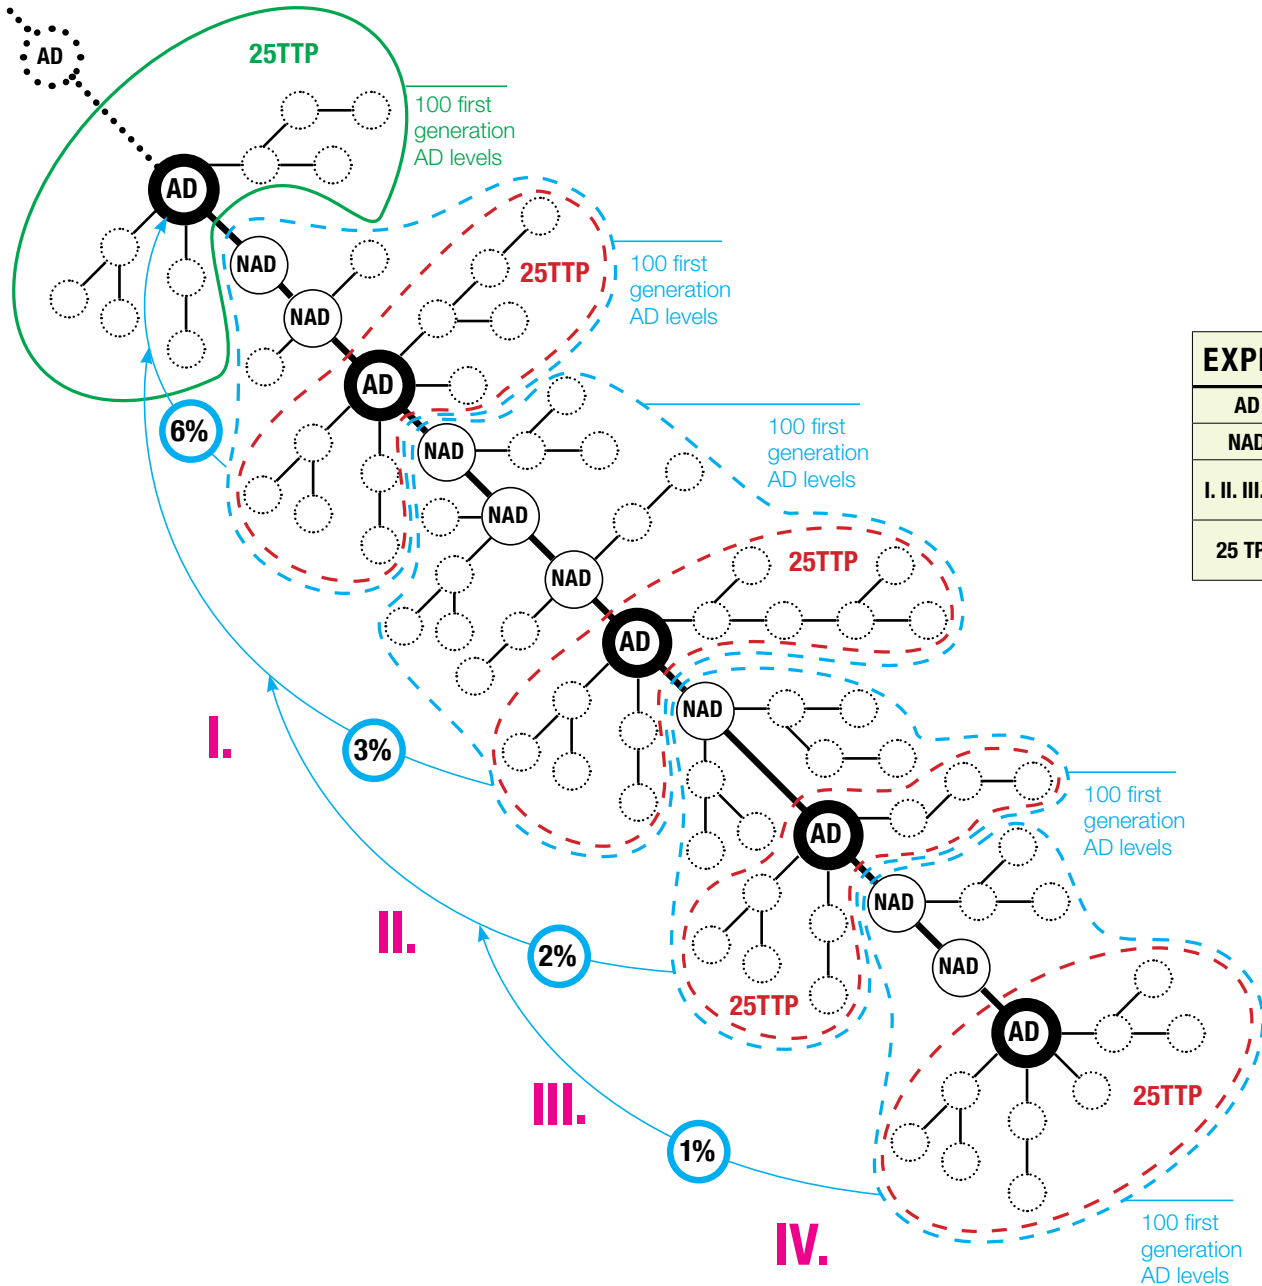 AD
25TTP
100 first
generation
AD levels
AD
NAD
25TTP
100 first
generation
AD levels
NAD
AD
6%
100 first
generation
AD levels
NAD
NAD
NAD
25TTP
AD
NAD
I.
3%
100 first
generation
AD levels
AD
NAD
II.
2%
NAD
25TTP
AD
25TTP
III.
1%
IV.
100 first
generation
AD levels
EXPL
AD
NAD
I. II. III.
25 TP